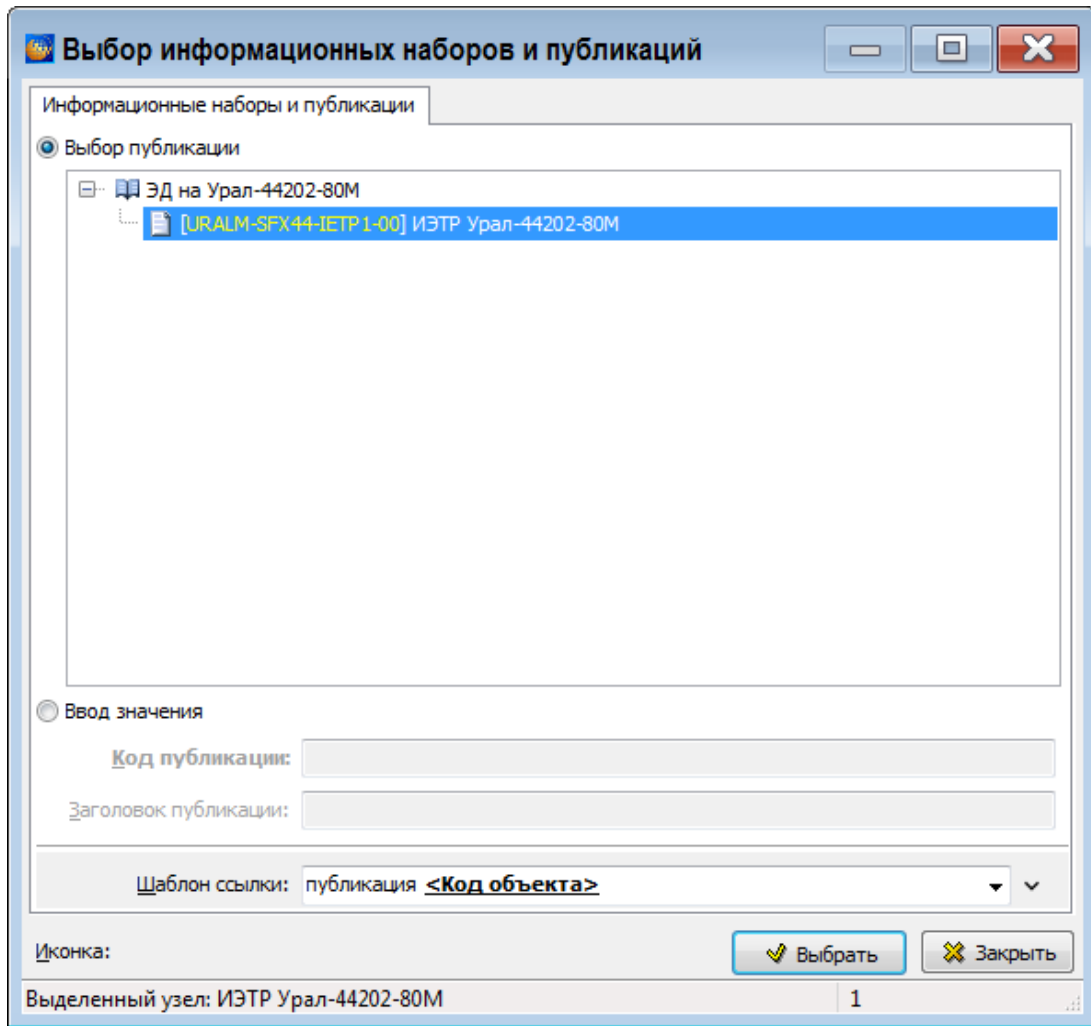 Выбор информационных наборов и публикаций
Информационные наборы и публикации
Выбор публикации
ЭД на Урал-44202-80М
[URALM-SFX44-IETP1-00] ИЭТР Урал-44202-80М
Ввод значения
Код публикации:
Заголовок публикации:
Шаблон ссылки: публикация <Код объекта>
Иконка: Выбрать Закрыть
Выделенный узел: ИЭТР Урал-44202-80М 1